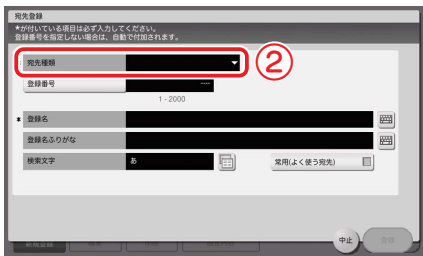 宛先登録
*が付いている項目は必ず入力してください。
登録番号を指定しない場合は、自動で付加されます。
宛先種類
②
登録番号
----
1 - 2000
* 登録名
登録名ふりがな
検索文字 あ 常用(よく使う宛先)
中止 登録
新規登録